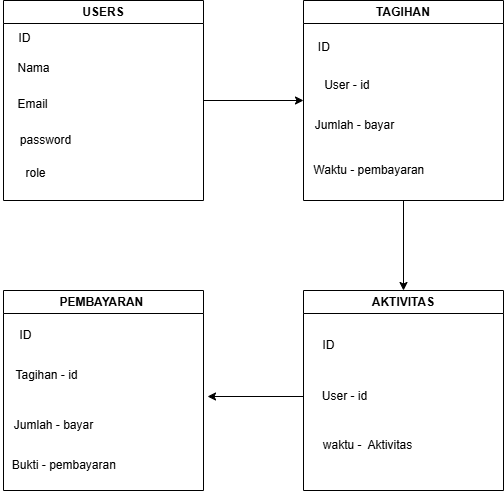 USERS
ID
Nama
Email
password
role
TAGIHAN
ID
User - id
Jumlah - bayar
Waktu - pembayaran
PEMBAYARAN
ID
Tagihan - id
Jumlah - bayar
Bukti - pembayaran
AKTIVITAS
ID
User - id
waktu - Aktivitas